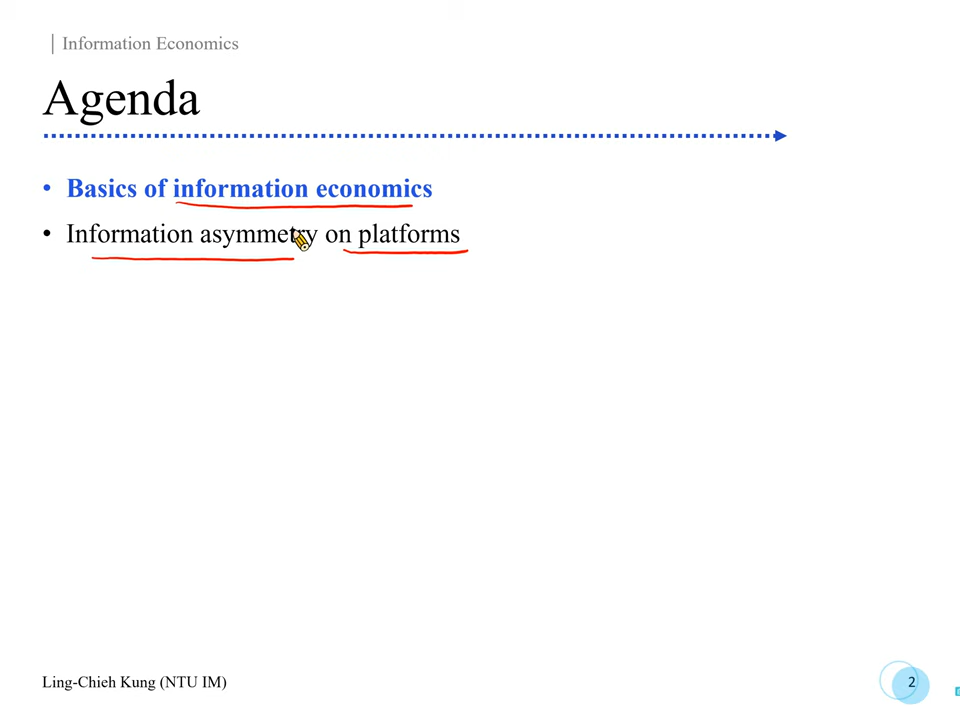 Information Economics
Agenda
• Basics of information economics
• Information asymmetry on platforms
Ling-Chieh Kung (NTU IM)
2